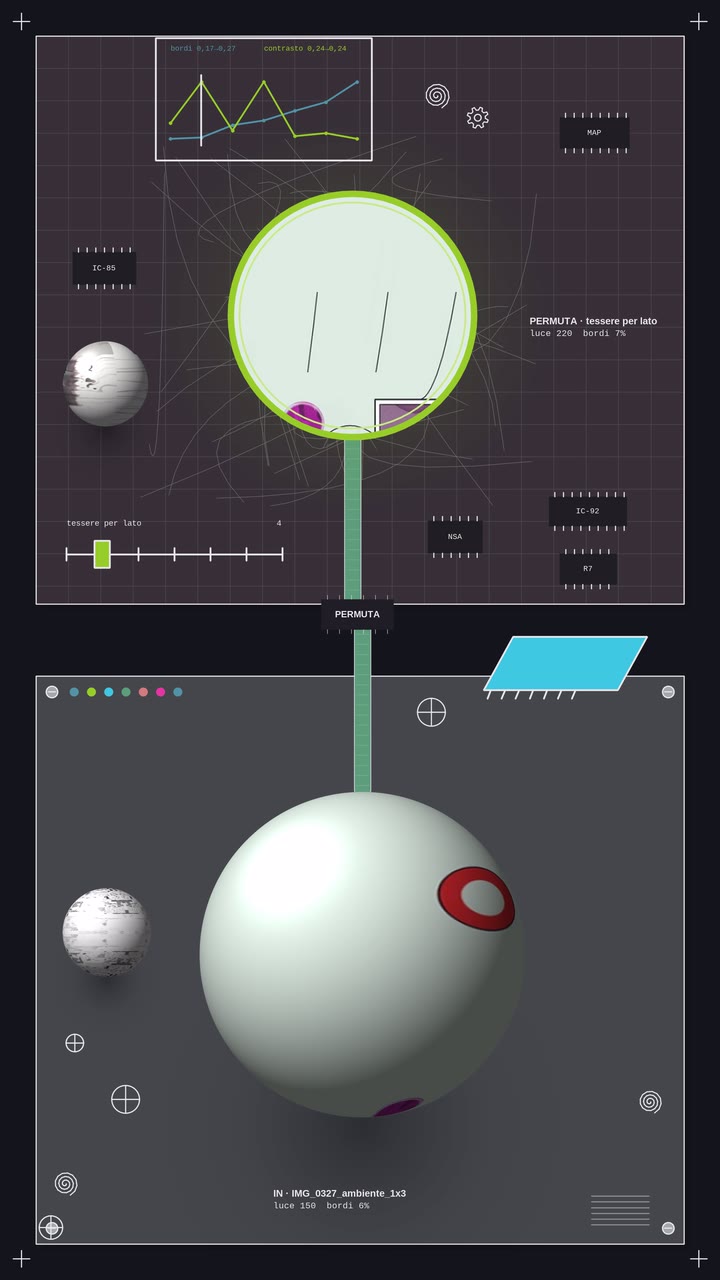 bordi 0,17→0,27 contrasto 0,24→0,24
MAP
IC-85
PERMUTA · tessere per lato
luce 220 bordi 7%
tessere per lato 4
IC-92
NSA
R7
PERMUTA
IN · IMG_0327_ambiente_1x3
luce 150 bordi 6%